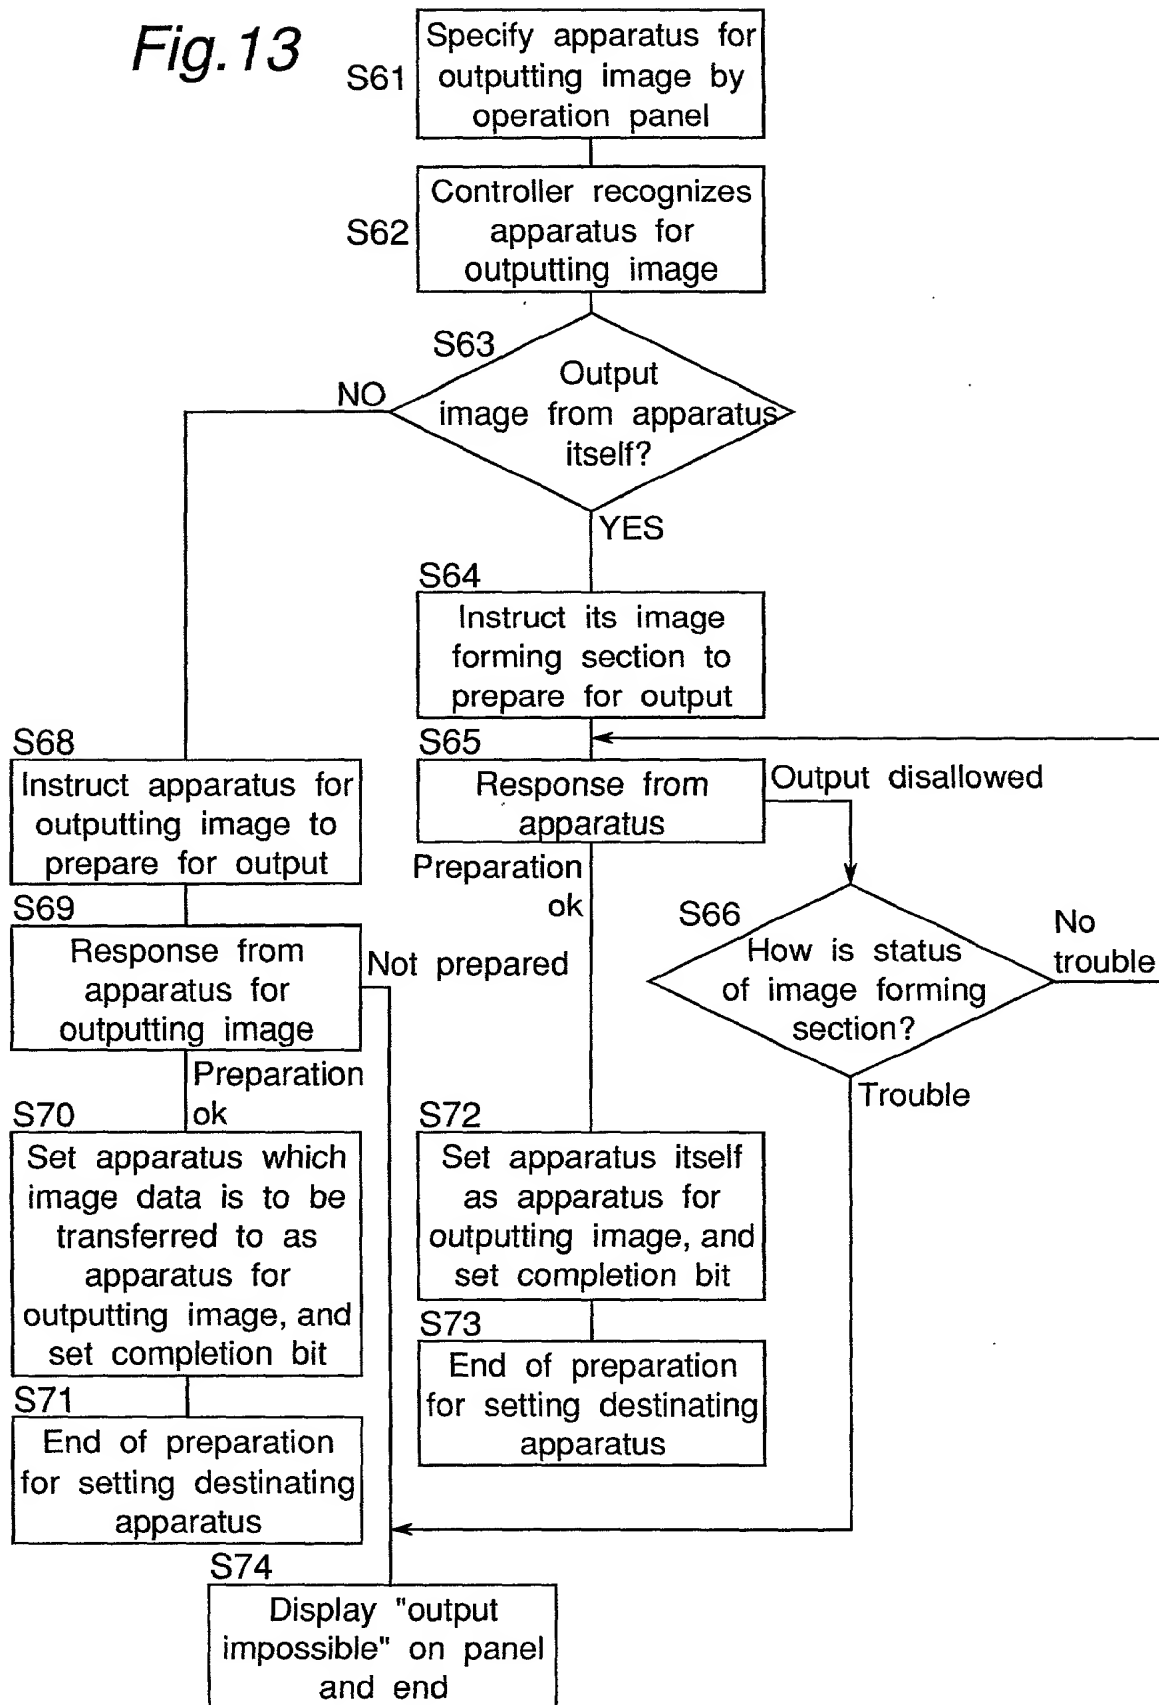 Fig.13
S61
Specify apparatus for
outputting image by
operation panel
S62
Controller recognizes
apparatus for
outputting image
S63
Output
image from apparatus
itself?
NO
YES
S64
Instruct its image
forming section to
prepare for output
S65
Response from
apparatus
Output disallowed
Preparation
ok
S66
How is status
of image forming
section?
No
trouble
Trouble
S68
Instruct apparatus for
outputting image to
prepare for output
S69
Response from
apparatus for
outputting image
Not prepared
Preparation
ok
S70
Set apparatus which
image data is to be
transferred to as
apparatus for
outputting image, and
set completion bit
S71
End of preparation
for setting destinating
apparatus
S72
Set apparatus itself
as apparatus for
outputting image, and
set completion bit
S73
End of preparation
for setting destinating
apparatus
S74
Display "output
impossible" on panel
and end